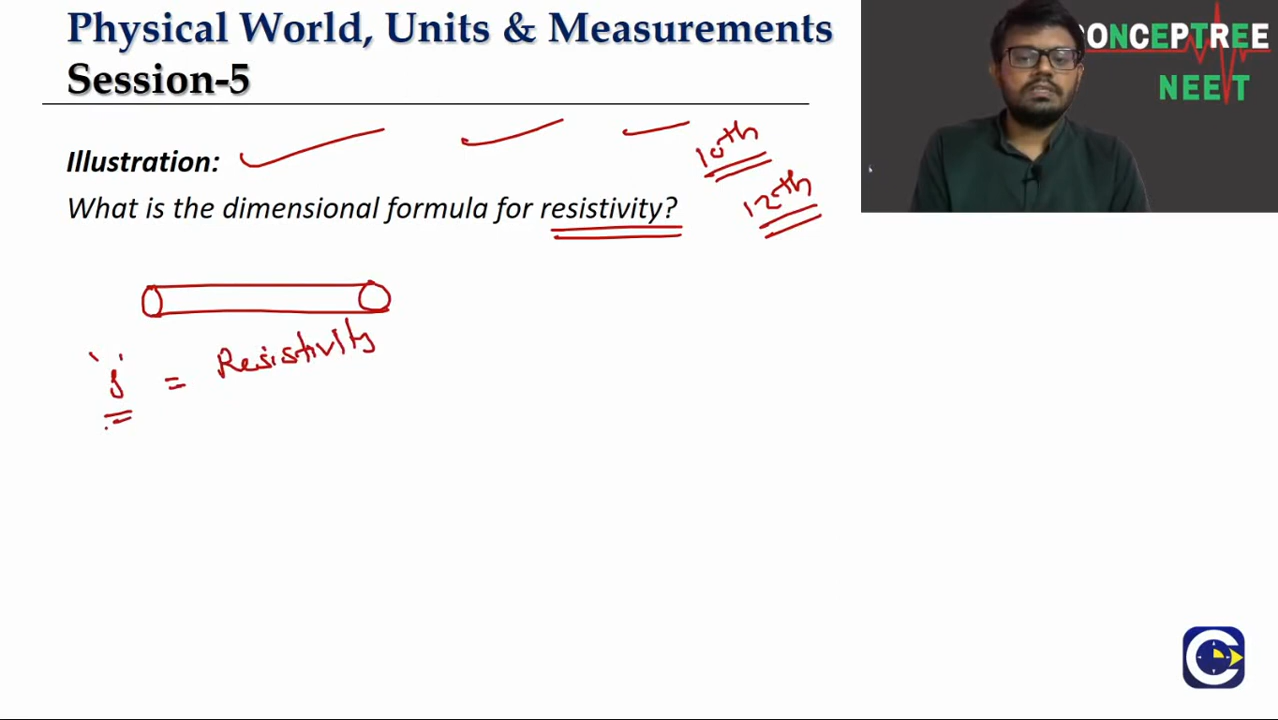 Physical World, Units & Measurements
Session-5
CONCEPTREE
NEET
Illustration:
10th
What is the dimensional formula for resistivity?
12th
= Resistivity